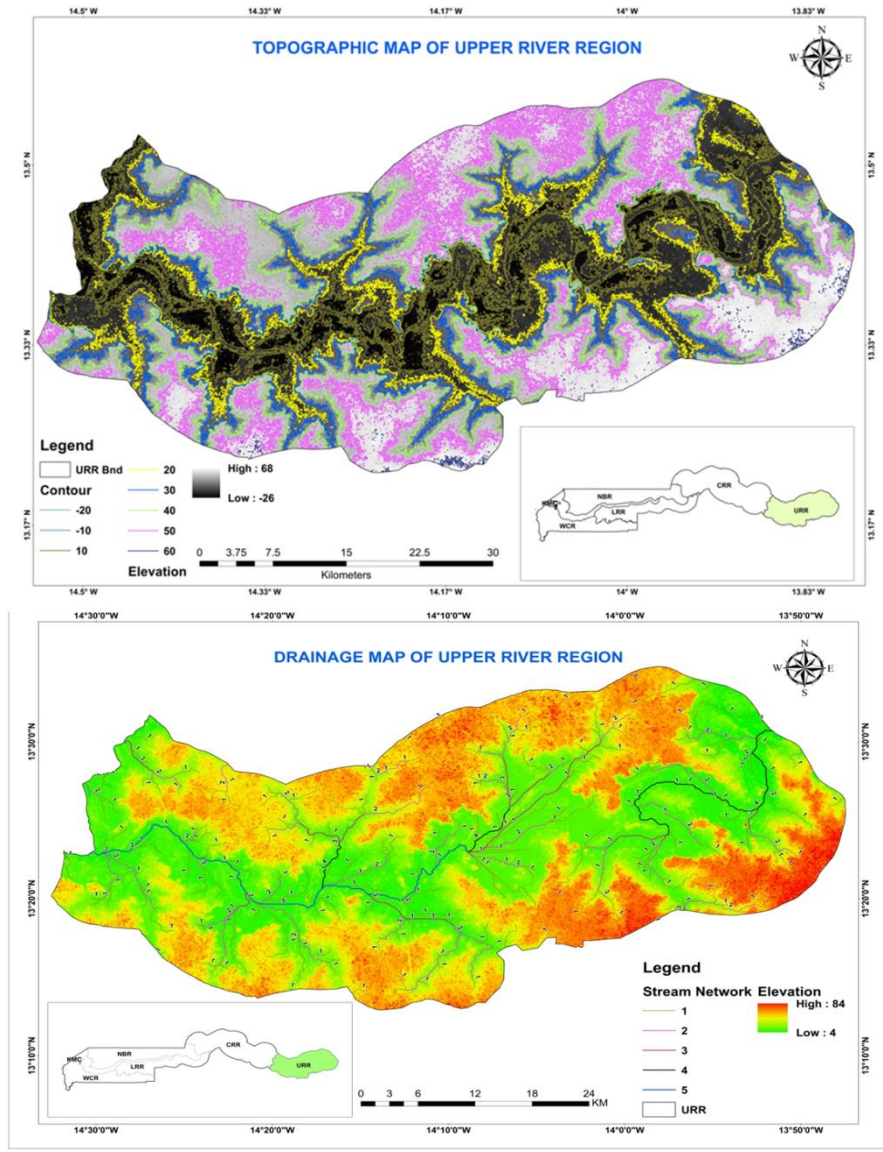 14.5° W 14.33° W 14.17° W 14° W 13.83° W
TOPOGRAPHIC MAP OF UPPER RIVER REGION
N
W E
S
13.5° N 13.5° N
13.33° N 13.33° N
13.17° N 13.17° N
Legend
URR Bnd
Contour
-20
-10
10
20
30
40
50
60
Elevation
High : 68
Low : -26
0 3.75 7.5 15 22.5 30
Kilometers
NBR
CRR
LRR
WCR
URR
14.5° W 14.33° W 14.17° W 14° W 13.83° W
14°30'0"W 14°20'0"W 14°10'0"W 14°0'0"W 13°50'0"W
DRAINAGE MAP OF UPPER RIVER REGION
N
W E
S
13°30'0"N 13°30'0"N
13°20'0"N 13°20'0"N
13°10'0"N 13°10'0"N
Legend
Stream Network
1
2
3
4
5
URR
Elevation
High : 84
Low : 4
KMC
NBR
CRR
LRR
WCR
URR
0 3 6 12 18 24
KM
14°30'0"W 14°20'0"W 14°10'0"W 14°0'0"W 13°50'0"W